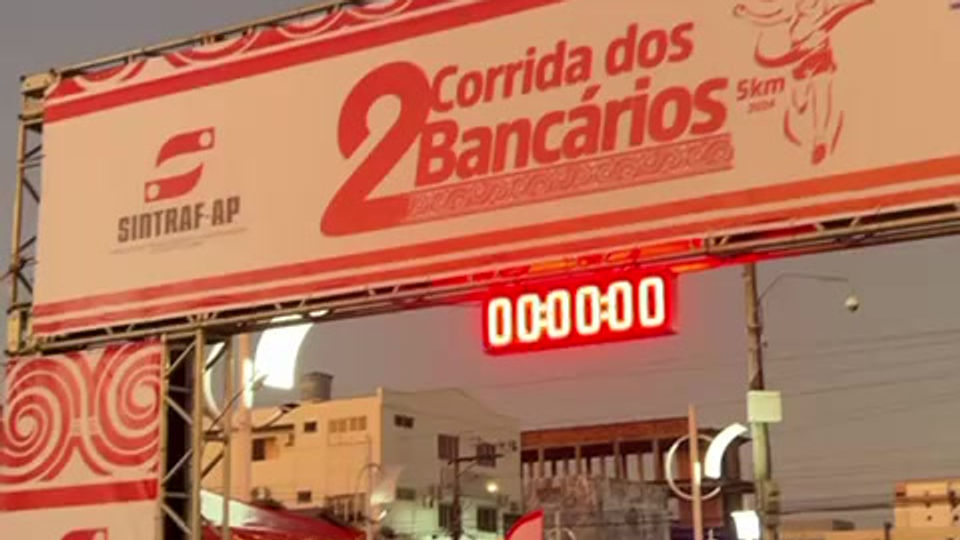 2
Corrida dos
Bancários
5km
SINTRAF-AP
00:00:00